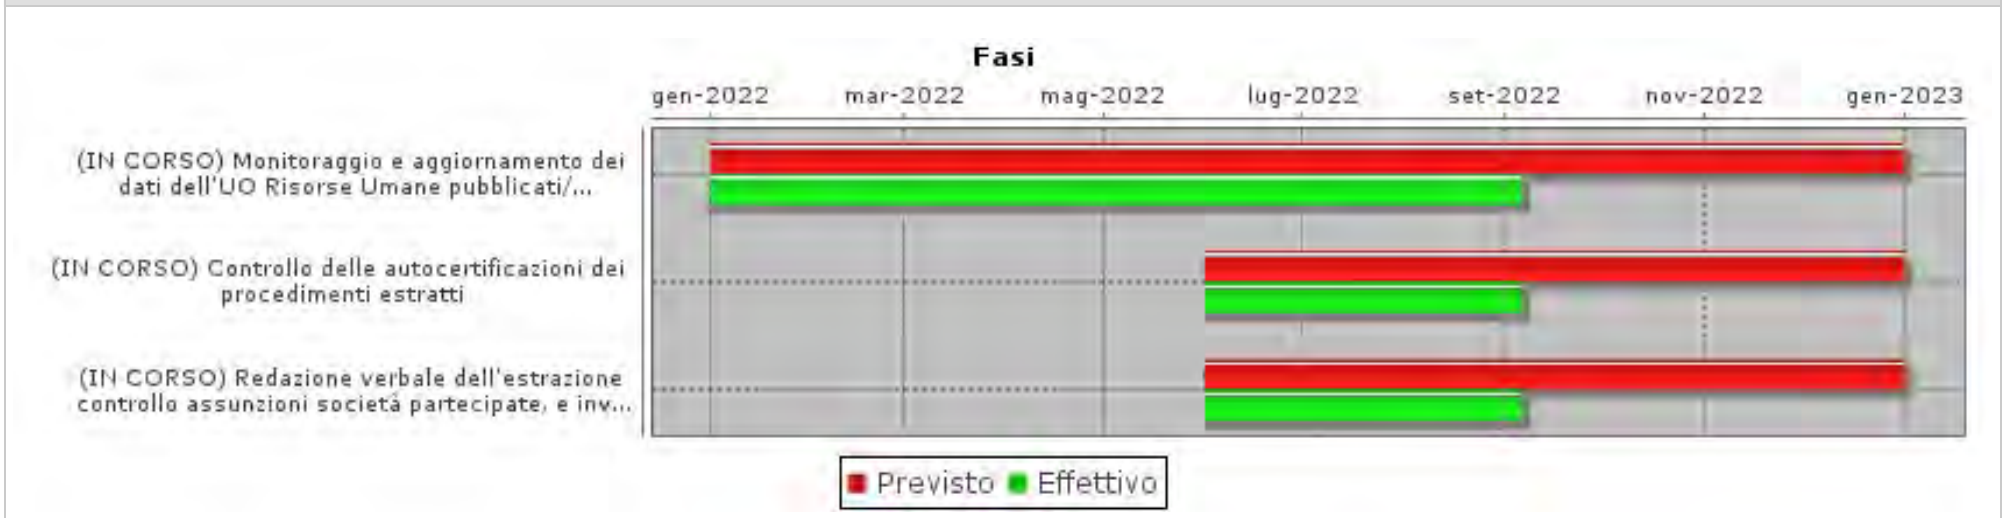 Fasi
gen-2022 mar-2022 mag-2022 lug-2022 set-2022 nov-2022 gen-2023
(IN CORSO) Monitoraggio e aggiornamento dei
dati dell'UO Risorse Umane pubblicati/...
(IN CORSO) Controllo delle autocertificazioni dei
procedimenti estratti
(IN CORSO) Redazione verbale dell'estrazione
controllo assunzioni società partecipate, e inv...
Previsto Effettivo